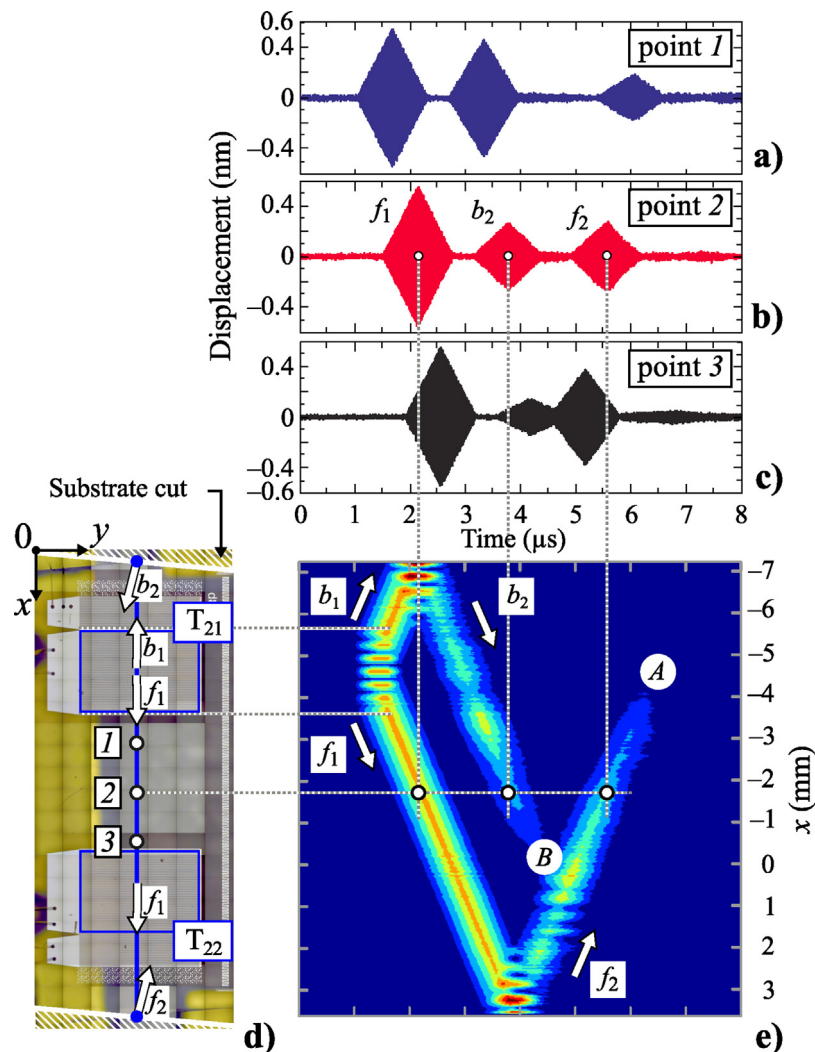 0.6
0.4
0
−0.4
point 1
a)
Displacement (nm)
0.4
0
−0.4
f1
b2
f2
point 2
b)
0.4
0
−0.4
−0.6
point 3
c)
0 1 2 3 4 5 6 7 8
Time (µs)
Substrate cut
0 y
x
b2
T21
b1
f1
1
2
3
f1
T22
f2
d)
b1
b2
f1
A
B
f2
−7
−6
−5
−4
−3
−2
−1
0
1
2
3
x (mm)
e)